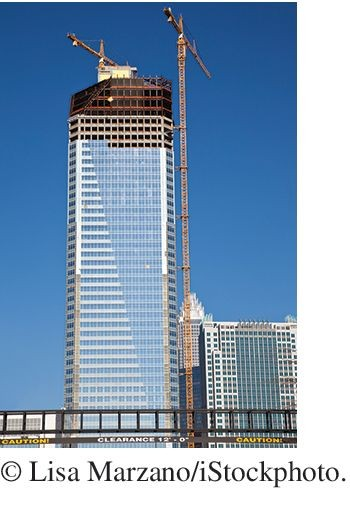 CAUTION! CLEARANCE 12' - 0" CAUTION!
© Lisa Marzano/iStockphoto.